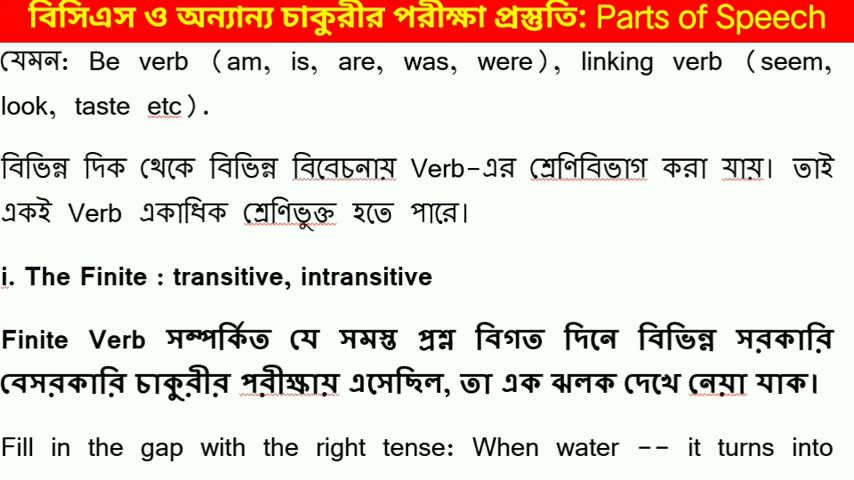 বিসিএস ও অন্যান্য চাকুরীর পরীক্ষা প্রস্তুতি: Parts of Speech
যেমন: Be verb (am, is, are, was, were), linking verb (seem,
look, taste etc).
বিভিন্ন দিক থেকে বিভিন্ন বিবেচনায় Verb-এর শ্রেণিবিভাগ করা যায়। তাই
একই Verb একাধিক শ্রেণিভুক্ত হতে পারে।
i. The Finite : transitive, intransitive
Finite Verb সম্পর্কিত যে সমস্ত প্রশ্ন বিগত দিনে বিভিন্ন সরকারি
বেসরকারি চাকুরীর পরীক্ষায় এসেছিল, তা এক ঝলক দেখে নেয়া যাক।
Fill in the gap with the right tense: When water -- it turns into